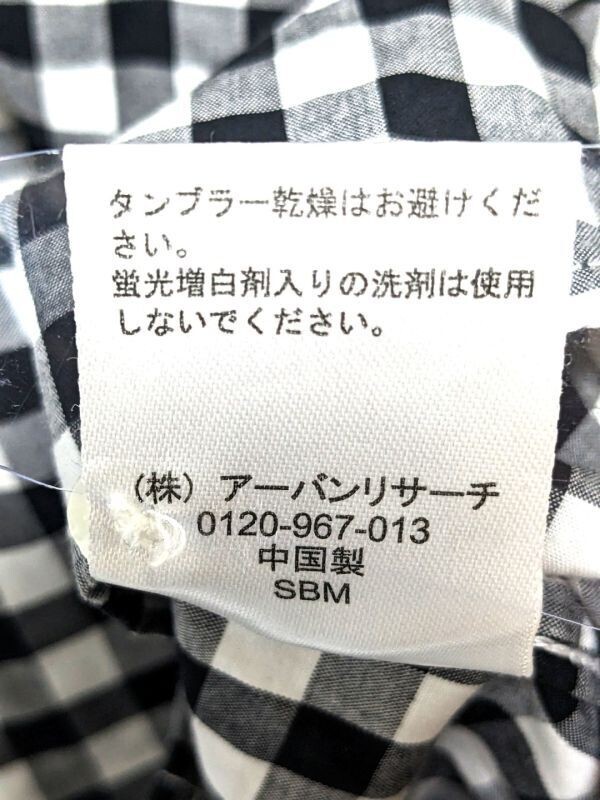 タンブラー乾燥はお避けくだ
さい。
蛍光増白剤入りの洗剤は使用
しないでください。
（株）アーバンリサーチ
0120-967-013
中国製
SBM